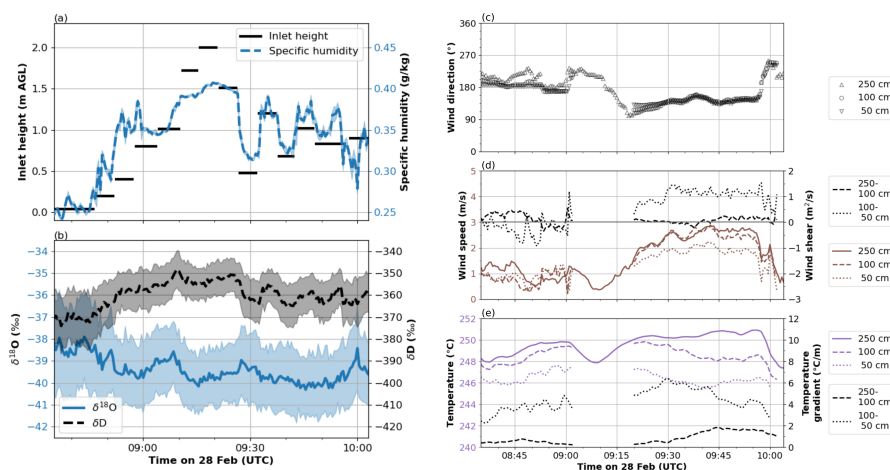 (a)
Inlet height
Specific humidity
2.0
1.5
1.0
0.5
0.0
Inlet height (m AGL)
0.45
0.40
0.35
0.30
0.25
Specific humidity (g/kg)
(b)
−34
−35
−36
−37
−38
−39
−40
−41
−42
δ¹⁸O (‰)
−340
−350
−360
−370
−380
−390
−400
−410
−420
δD (‰)
δ¹⁸O
δD
09:00 09:30 10:00
Time on 28 Feb (UTC)
(c)
360
270
180
90
0
Wind direction (°)
250 cm
100 cm
50 cm
(d)
5
4
3
2
1
0
Wind speed (m/s)
2
1
0
−1
−2
−3
Wind shear (m²/s)
250-
100 cm
100-
50 cm
250 cm
100 cm
50 cm
(e)
252
250
248
246
244
242
240
Temperature (°C)
12
10
8
6
4
2
0
Temperature
gradient (°C/m)
250 cm
100 cm
50 cm
250-
100 cm
100-
50 cm
08:45 09:00 09:15 09:30 09:45 10:00
Time on 28 Feb (UTC)